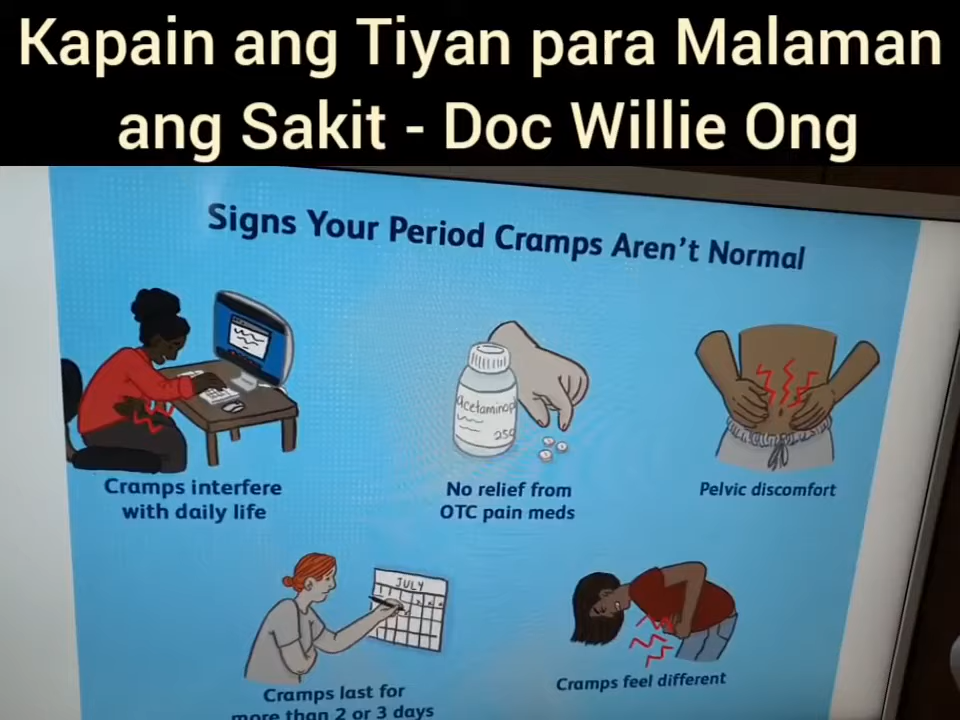 Kapain ang Tiyan para Malaman
ang Sakit - Doc Willie Ong
Signs Your Period Cramps Aren't Normal
acetaminop
250
Cramps interfere
with daily life
No relief from
OTC pain meds
Pelvic discomfort
JULY
Cramps last for
more than 2 or 3 days
Cramps feel different